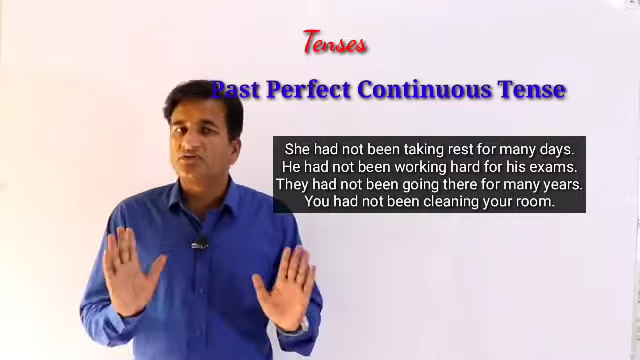 Tenses
Past Perfect Continuous Tense
She had not been taking rest for many days.
He had not been working hard for his exams.
They had not been going there for many years.
You had not been cleaning your room.